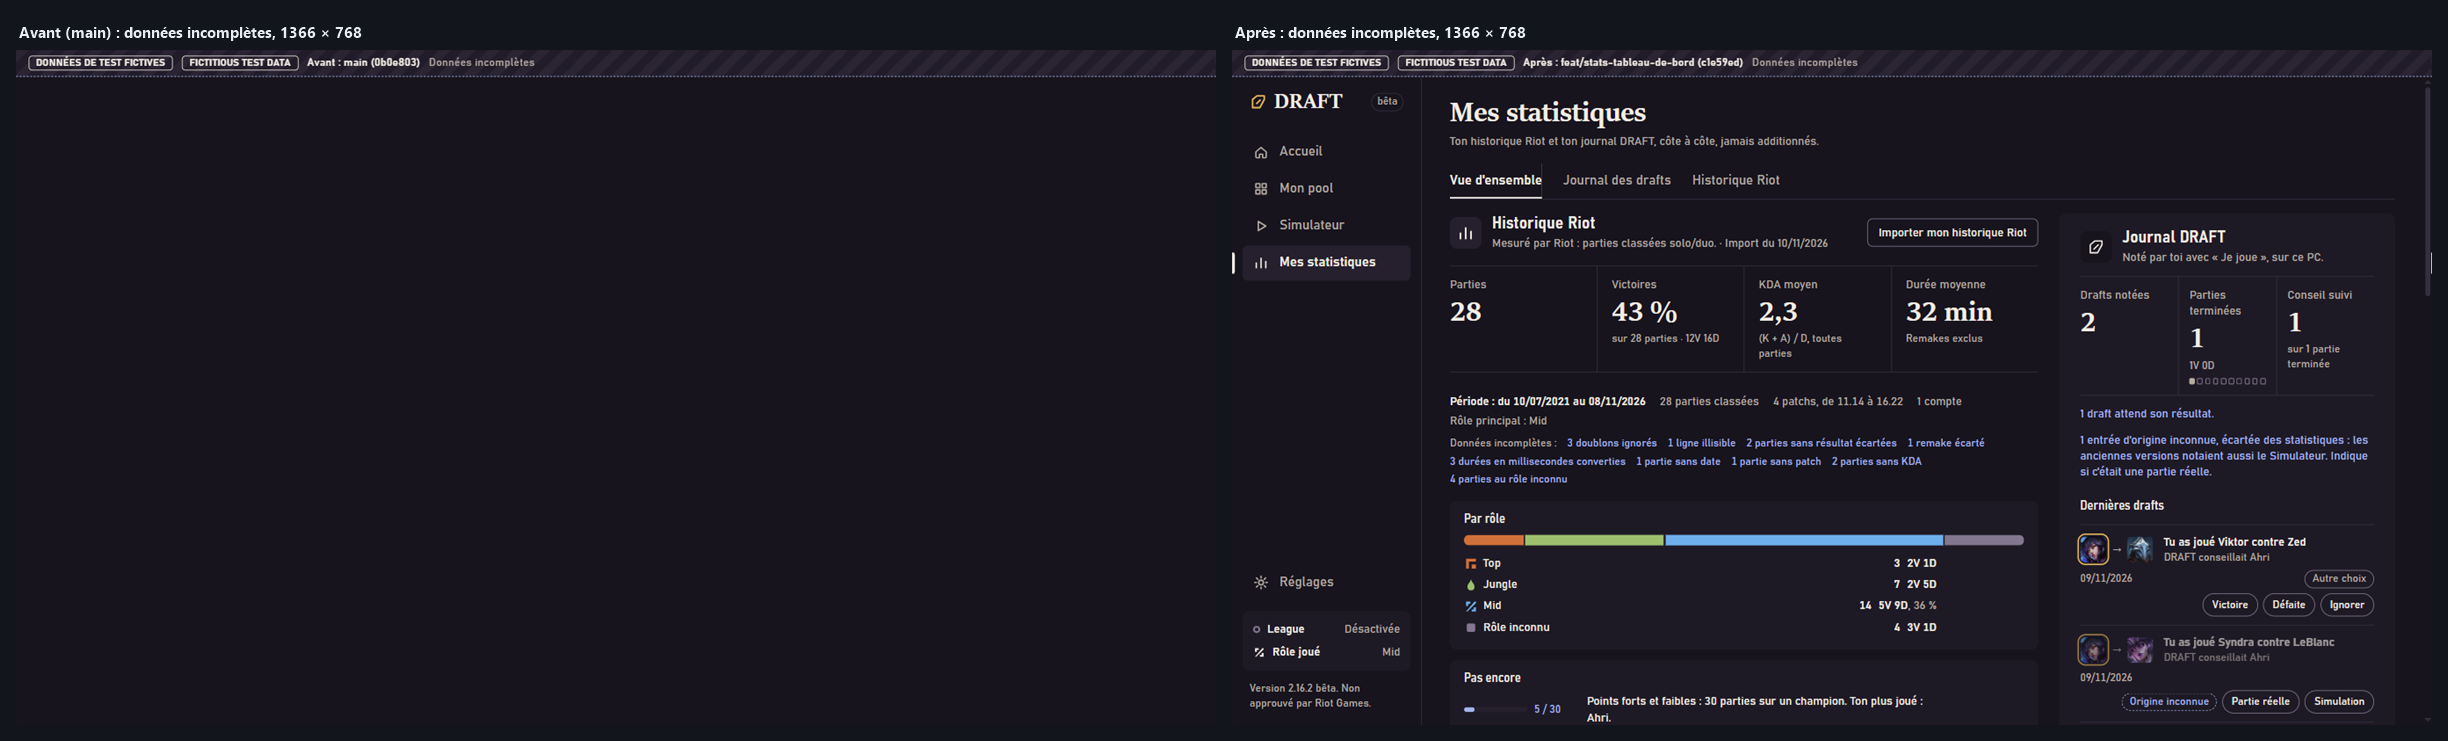 Avant (main) : données incomplètes, 1366 × 768
DONNÉES DE TEST FICTIVES FICTITIOUS TEST DATA Avant : main (0b0e803) Données incomplètes
Après : données incomplètes, 1366 × 768
DONNÉES DE TEST FICTIVES FICTITIOUS TEST DATA Après : feat/stats-tableau-de-bord (c1e59ed) Données incomplètes
DRAFT bêta
Accueil
Mon pool
Simulateur
Mes statistiques
Réglages
League Désactivée
Rôle joué Mid
Version 2.16.2 bêta. Non
approuvé par Riot Games.
Mes statistiques
Ton historique Riot et ton journal DRAFT, côte à côte, jamais additionnés.
Vue d'ensemble Journal des drafts Historique Riot
Historique Riot
Mesuré par Riot : parties classées solo/duo. · Import du 10/11/2026
Importer mon historique Riot
Parties
28
Victoires
43 %
sur 28 parties · 12V 16D
KDA moyen
2,3
(K + A) / D, toutes
parties
Durée moyenne
32 min
Remakes exclus
Période : du 10/07/2021 au 08/11/2026 28 parties classées 4 patchs, de 11.14 à 16.22 1 compte
Rôle principal : Mid
Données incomplètes : 3 doublons ignorés 1 ligne illisible 2 parties sans résultat écartées 1 remake écarté
3 durées en millisecondes converties 1 partie sans date 1 partie sans patch 2 parties sans KDA
4 parties au rôle inconnu
Par rôle
Top 3 2V 1D
Jungle 7 2V 5D
Mid 14 5V 9D, 36 %
Rôle inconnu 4 3V 1D
Pas encore
5 / 30
Points forts et faibles : 30 parties sur un champion. Ton plus joué :
Ahri.
Journal DRAFT
Noté par toi avec « Je joue », sur ce PC.
Drafts notées
2
Parties
terminées
1
1V 0D
Conseil suivi
1
sur 1 partie
terminée
1 draft attend son résultat.
1 entrée d'origine inconnue, écartée des statistiques : les
anciennes versions notaient aussi le Simulateur. Indique
si c'était une partie réelle.
Dernières drafts
→
Tu as joué Viktor contre Zed
DRAFT conseillait Ahri
09/11/2026 Autre choix
Victoire Défaite Ignorer
→
Tu as joué Syndra contre LeBlanc
DRAFT conseillait Ahri
09/11/2026
Origine inconnue Partie réelle Simulation